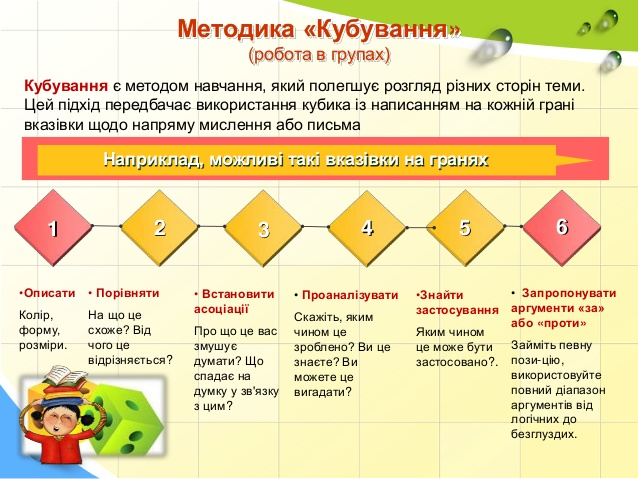 Методика «Кубування»
(робота в групах)
Кубування є методом навчання, який полегшує розгляд різних сторін теми.
Цей підхід передбачає використання кубика із написанням на кожній грані
вказівки щодо напряму мислення або письма
Наприклад, можливі такі вказівки на гранях
1
2
3
4
5
6
•Описати
Колір,
форму,
розміри.
• Порівняти
На що це
схоже? Від
чого це
відрізняється?
• Встановити
асоціації
Про що це вас
змушує
думати? Що
спадає на
думку у зв'язку
з цим?
• Проаналізувати
Скажіть, яким
чином це
зроблено? Ви це
знаєте? Ви
можете це
вигадати?
•Знайти
застосування
Яким чином
це може бути
застосовано?.
• Запропонувати
аргументи «за»
або «проти»
Займіть певну
пози-цію,
використовуйте
повний діапазон
аргументів від
логічних до
безглуздих.